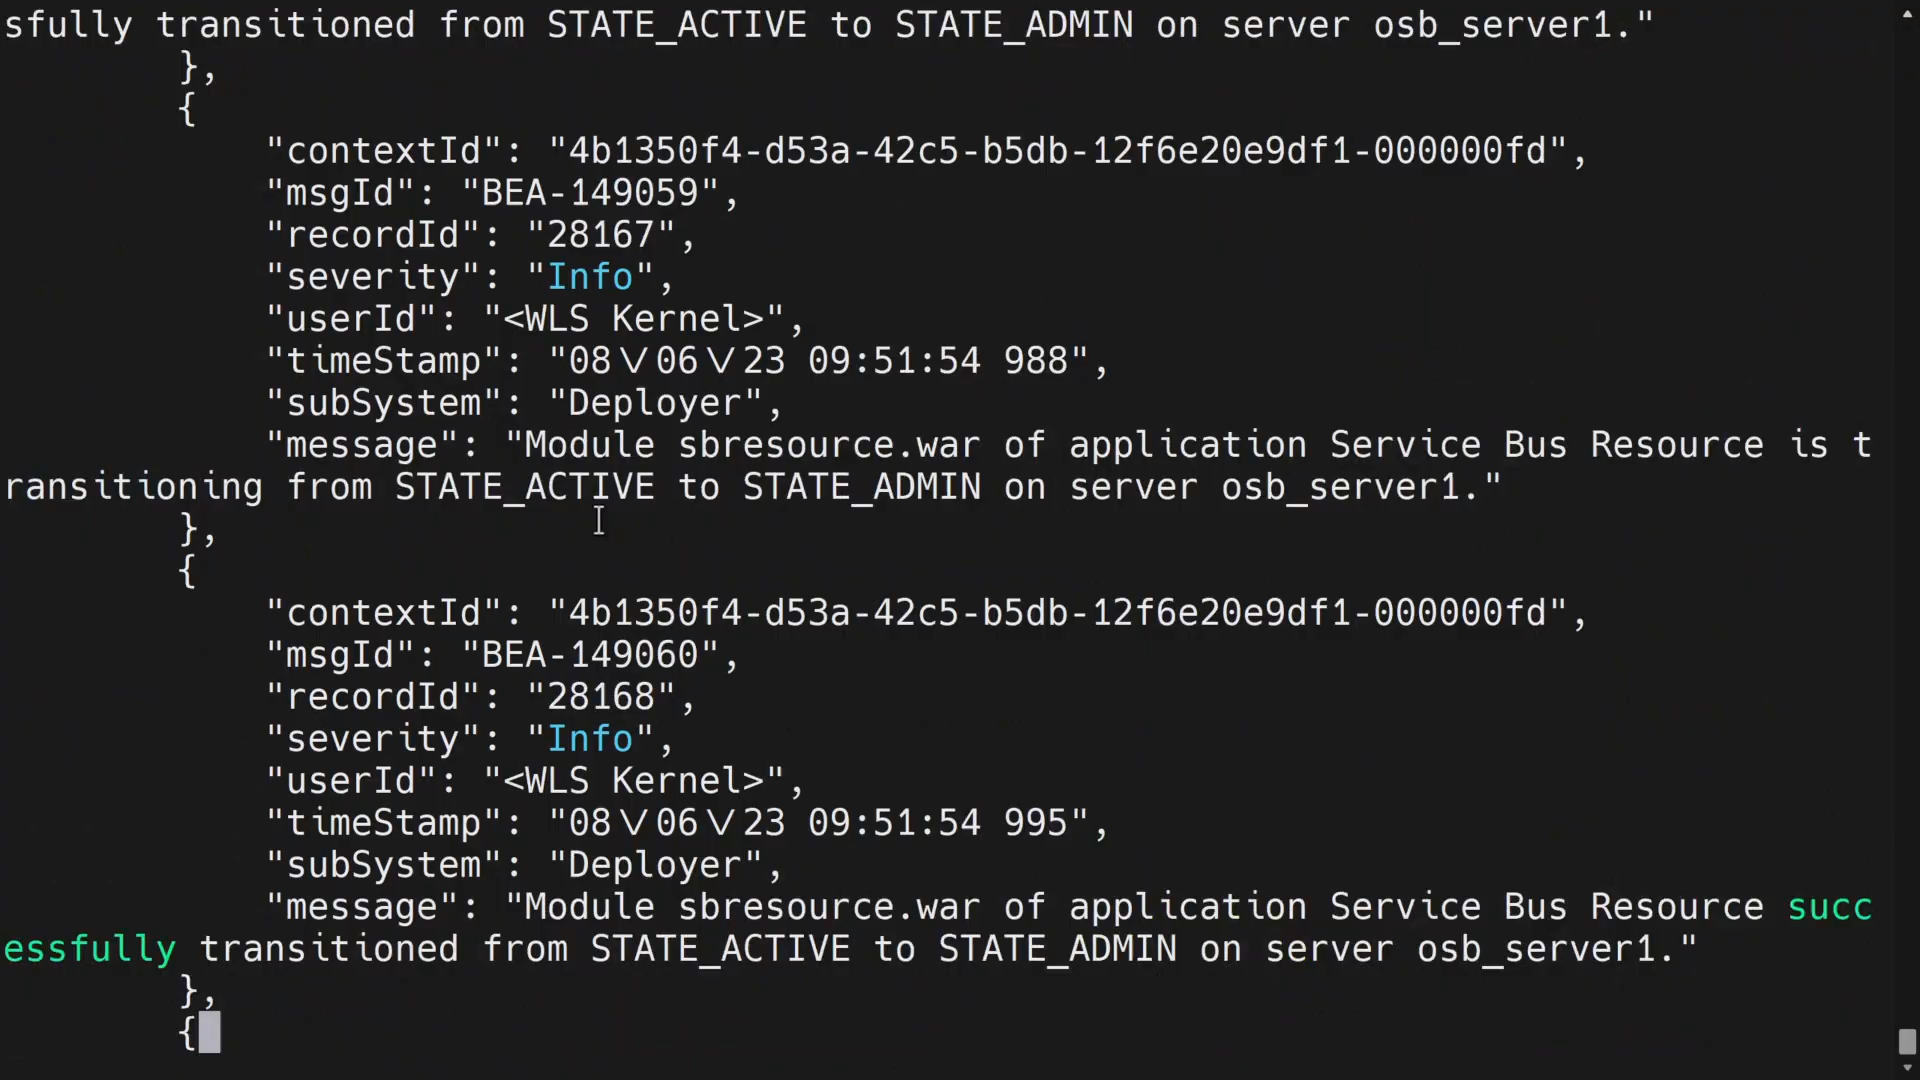 sfully transitioned from STATE_ACTIVE to STATE_ADMIN on server osb_server1."
},
{
"contextId": "4b1350f4-d53a-42c5-b5db-12f6e20e9df1-000000fd",
"msgId": "BEA-149059",
"recordId": "28167",
"severity": "Info",
"userId": "<WLS Kernel>",
"timeStamp": "08\/06\/23 09:51:54 988",
"subSystem": "Deployer",
"message": "Module sbresource.war of application Service Bus Resource is t
ransitioning from STATE_ACTIVE to STATE_ADMIN on server osb_server1."
},
{
"contextId": "4b1350f4-d53a-42c5-b5db-12f6e20e9df1-000000fd",
"msgId": "BEA-149060",
"recordId": "28168",
"severity": "Info",
"userId": "<WLS Kernel>",
"timeStamp": "08\/06\/23 09:51:54 995",
"subSystem": "Deployer",
"message": "Module sbresource.war of application Service Bus Resource succ
essfully transitioned from STATE_ACTIVE to STATE_ADMIN on server osb_server1."
},
{